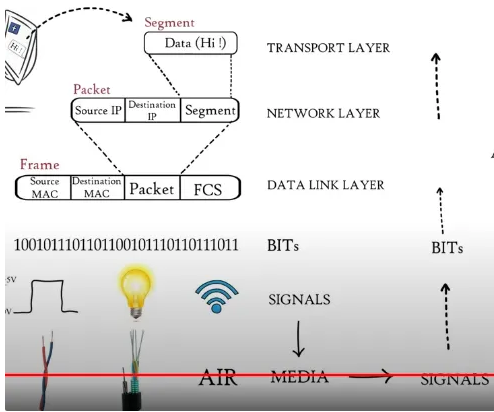 Segment
Data (Hi !)
TRANSPORT LAYER
Hi !
Packet
Source IP
Destination
IP
Segment
NETWORK LAYER
Frame
Source
MAC
Destination
MAC
Packet
FCS
DATA LINK LAYER
1001011101101100101110110111011
BITs
BITs
5V
0V
SIGNALS
AIR
MEDIA
SIGNALS